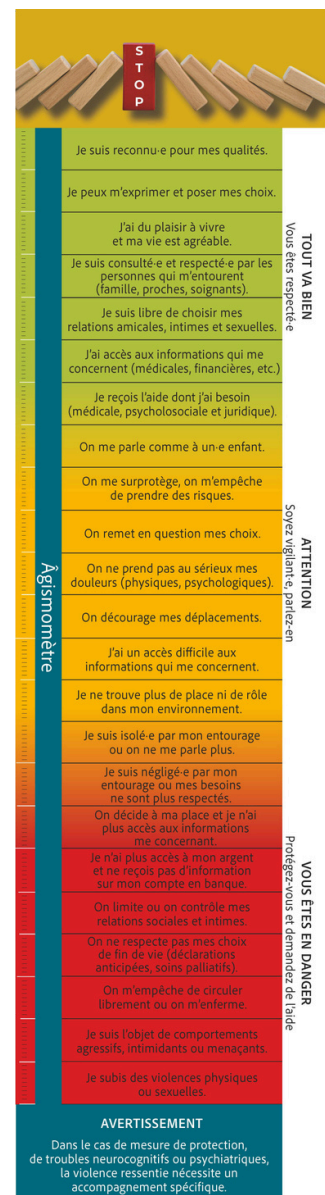 STOP
Je suis reconnu·e pour mes qualités.
Je peux m'exprimer et poser mes choix.
J'ai du plaisir à vivre
et ma vie est agréable.
Je suis consulté·e et respecté·e par les
personnes qui m'entourent
(famille, proches, soignants).
Je suis libre de choisir mes
relations amicales, intimes et sexuelles.
J'ai accès aux informations qui me
concernent (médicales, financières, etc.)
Je reçois l'aide dont j'ai besoin
(médicale, psycholosociale et juridique).
On me parle comme à un·e enfant.
On me surprotège, on m'empêche
de prendre des risques.
On remet en question mes choix.
On ne prend pas au sérieux mes
douleurs (physiques, psychologiques).
On décourage mes déplacements.
J'ai un accès difficile aux
informations qui me concernent.
Je ne trouve plus de place ni de rôle
dans mon environnement.
Je suis isolé·e par mon entourage
ou on ne me parle plus.
Je suis négligé·e par mon
entourage ou mes besoins
ne sont plus respectés.
On décide à ma place et je n'ai
plus accès aux informations
me concernant.
Je n'ai plus accès à mon argent
et ne reçois pas d'information
sur mon compte en banque.
On limite ou on contrôle mes
relations sociales et intimes.
On ne respecte pas mes choix
de fin de vie (déclarations
anticipées, soins palliatifs).
On m'empêche de circuler
librement ou on m'enferme.
Je suis l'objet de comportements
agressifs, intimidants ou menaçants.
Je subis des violences physiques
ou sexuelles.
Âgismomètre
TOUT VA BIEN
Vous êtes respecté·e
ATTENTION
Soyez vigilant·e, parlez-en
VOUS ÊTES EN DANGER
Protégez-vous et demandez de l'aide
AVERTISSEMENT
Dans le cas de mesure de protection,
de troubles neurocognitifs ou psychiatriques,
la violence ressentie nécessite un
accompagnement spécifique.